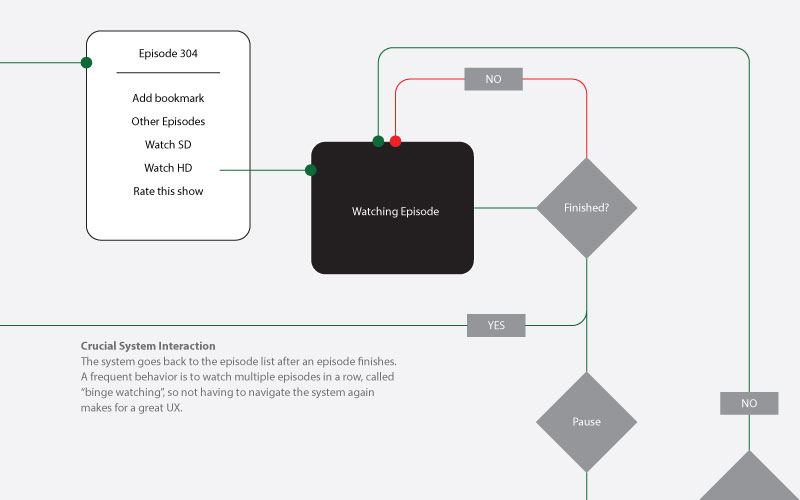 Episode 304
Add bookmark
Other Episodes
Watch SD
Watch HD
Rate this show
NO
Watching Episode
Finished?
YES
Crucial System Interaction
The system goes back to the episode list after an episode finishes.
A frequent behavior is to watch multiple episodes in a row, called
“binge watching”, so not having to navigate the system again
makes for a great UX.
NO
Pause